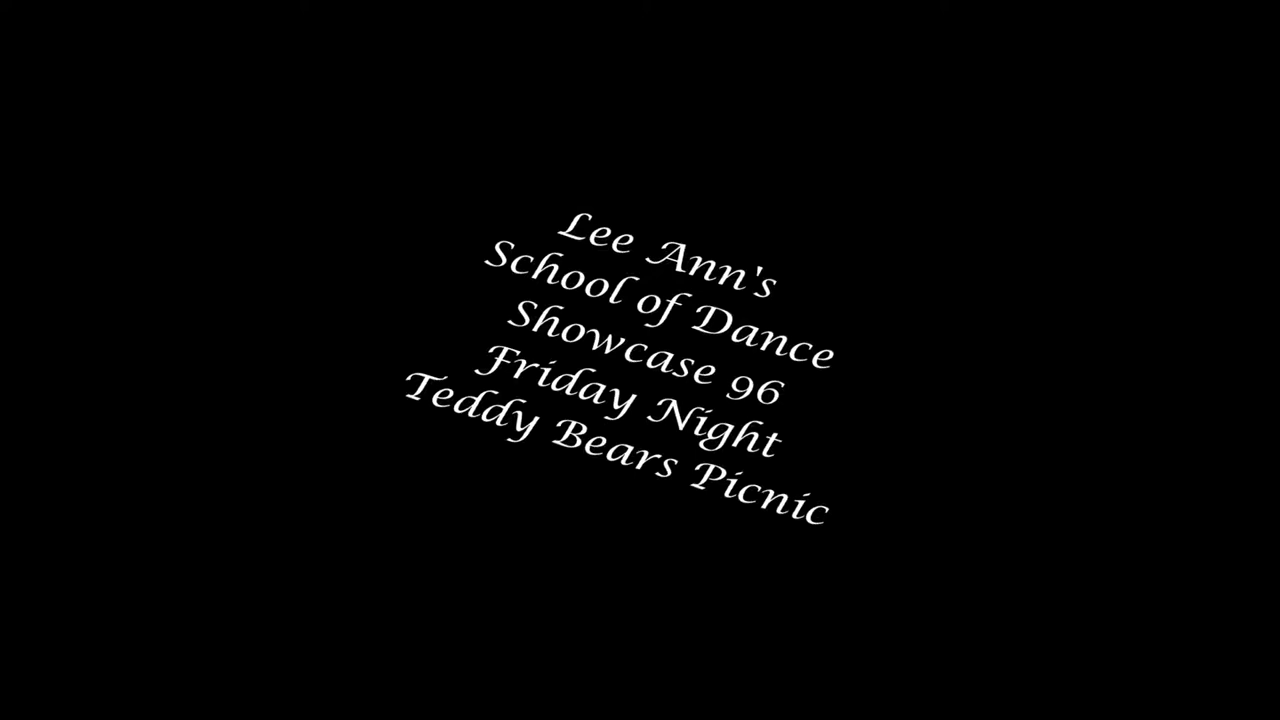 Lee Ann's
School of Dance
Showcase 96
Friday Night
Teddy Bears Picnic